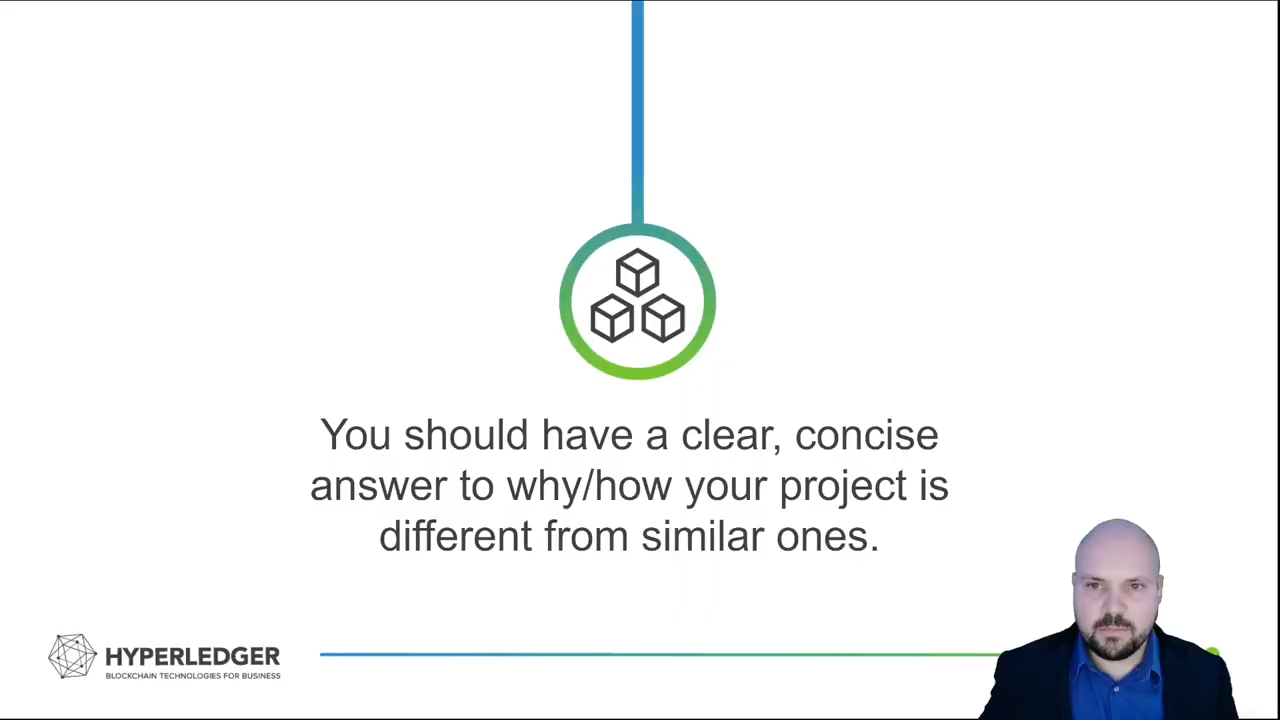 You should have a clear, concise
answer to why/how your project is
different from similar ones.
HYPERLEDGER
BLOCKCHAIN TECHNOLOGIES FOR BUSINESS